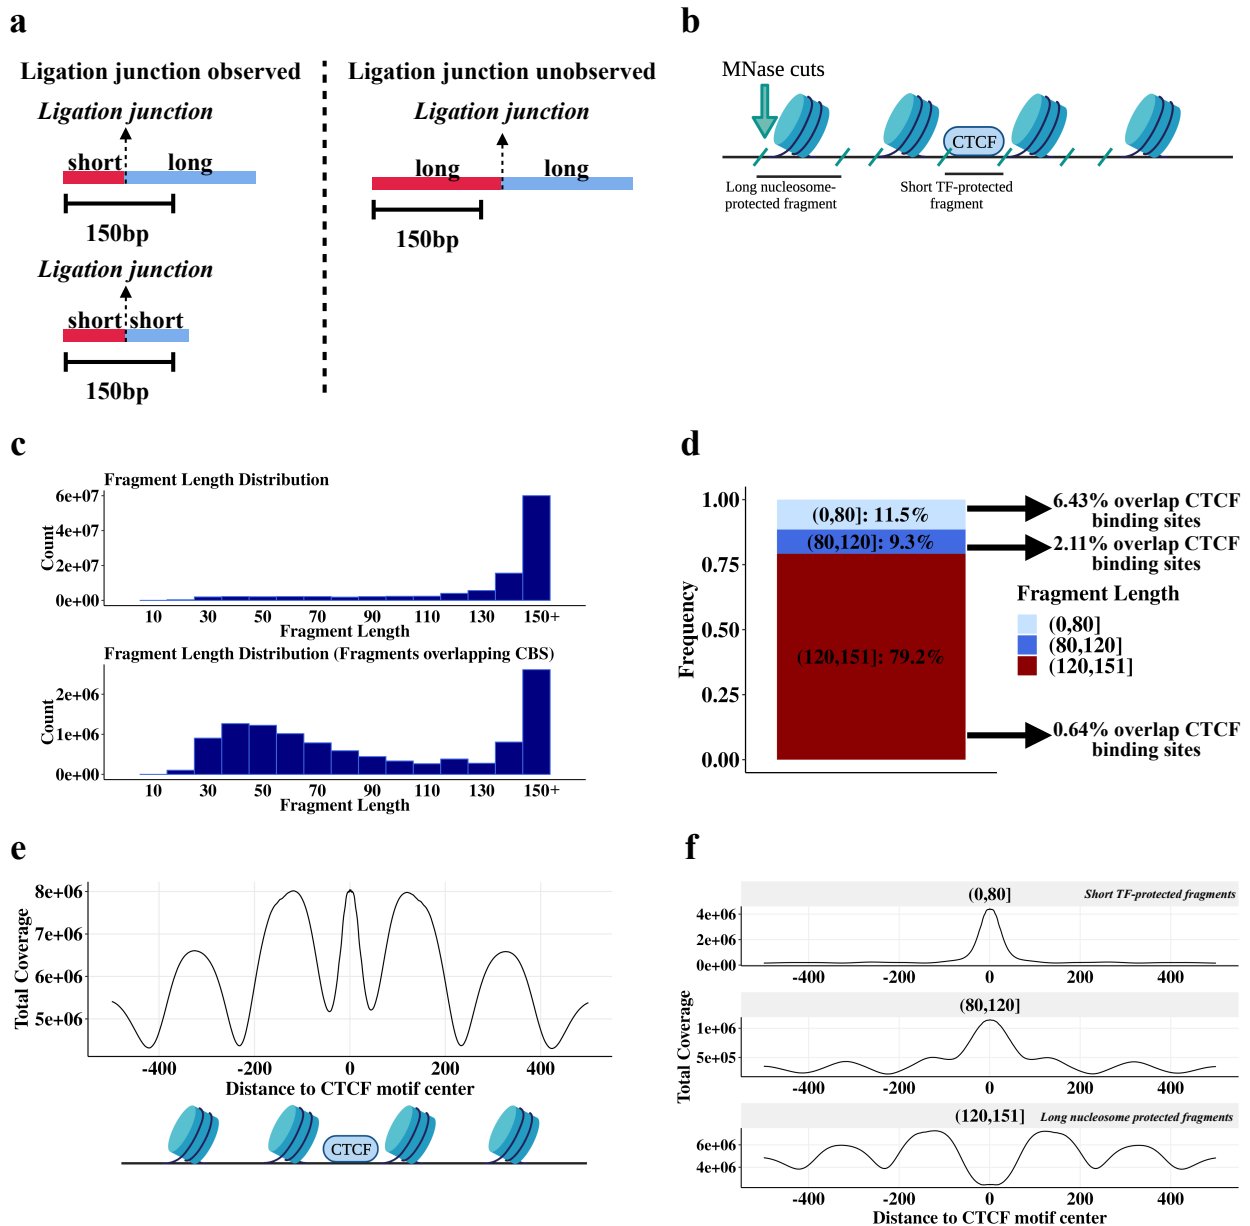 a
Ligation junction observed
Ligation junction
short
long
150bp
Ligation junction
short short
150bp
Ligation junction unobserved
Ligation junction
long
long
150bp
b
MNase cuts
CTCF
Long nucleosome-
protected fragment
Short TF-protected
fragment
c
Fragment Length Distribution
Count
6e+07
4e+07
2e+07
0e+00
10 30 50 70 90 110 130 150+
Fragment Length
Fragment Length Distribution (Fragments overlapping CBS)
Count
2e+06
1e+06
0e+00
10 30 50 70 90 110 130 150+
Fragment Length
d
Frequency
1.00
0.75
0.50
0.25
0.00
(0,80]: 11.5%
(80,120]: 9.3%
(120,151]: 79.2%
6.43% overlap CTCF
binding sites
2.11% overlap CTCF
binding sites
Fragment Length
(0,80]
(80,120]
(120,151]
0.64% overlap CTCF
binding sites
e
Total Coverage
8e+06
7e+06
6e+06
5e+06
-400 -200 0 200 400
Distance to CTCF motif center
CTCF
f
Total Coverage
(0,80]
Short TF-protected fragments
4e+06
2e+06
0e+00
-400 -200 0 200 400
(80,120]
1e+06
5e+05
-400 -200 0 200 400
(120,151]
Long nucleosome protected fragments
6e+06
4e+06
-400 -200 0 200 400
Distance to CTCF motif center